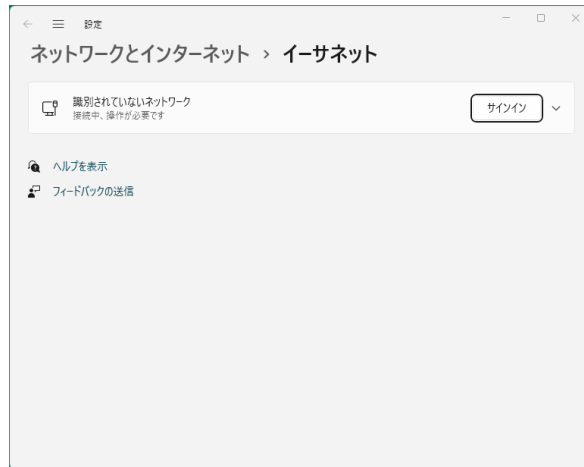 設定
ネットワークとインターネット › イーサネット
識別されていないネットワーク
接続中、操作が必要です
サインイン
ヘルプを表示
フィードバックの送信